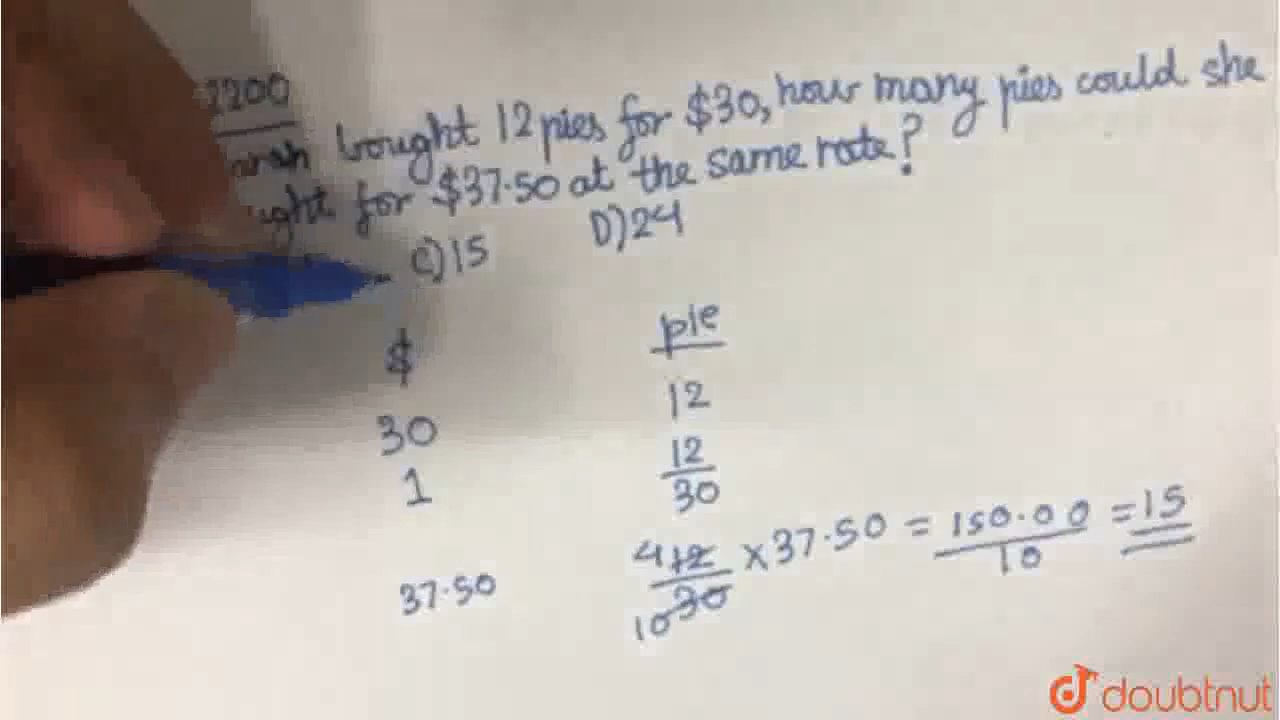 2200
bought 12 pies for $30, how many pies could she
for $37.50 at the same rate?
C) 15 D) 24
$ pie
30 12
1 12/30
37.50 4 12/30 10 × 37.50 = 150.00/10 = 15
doubtnut